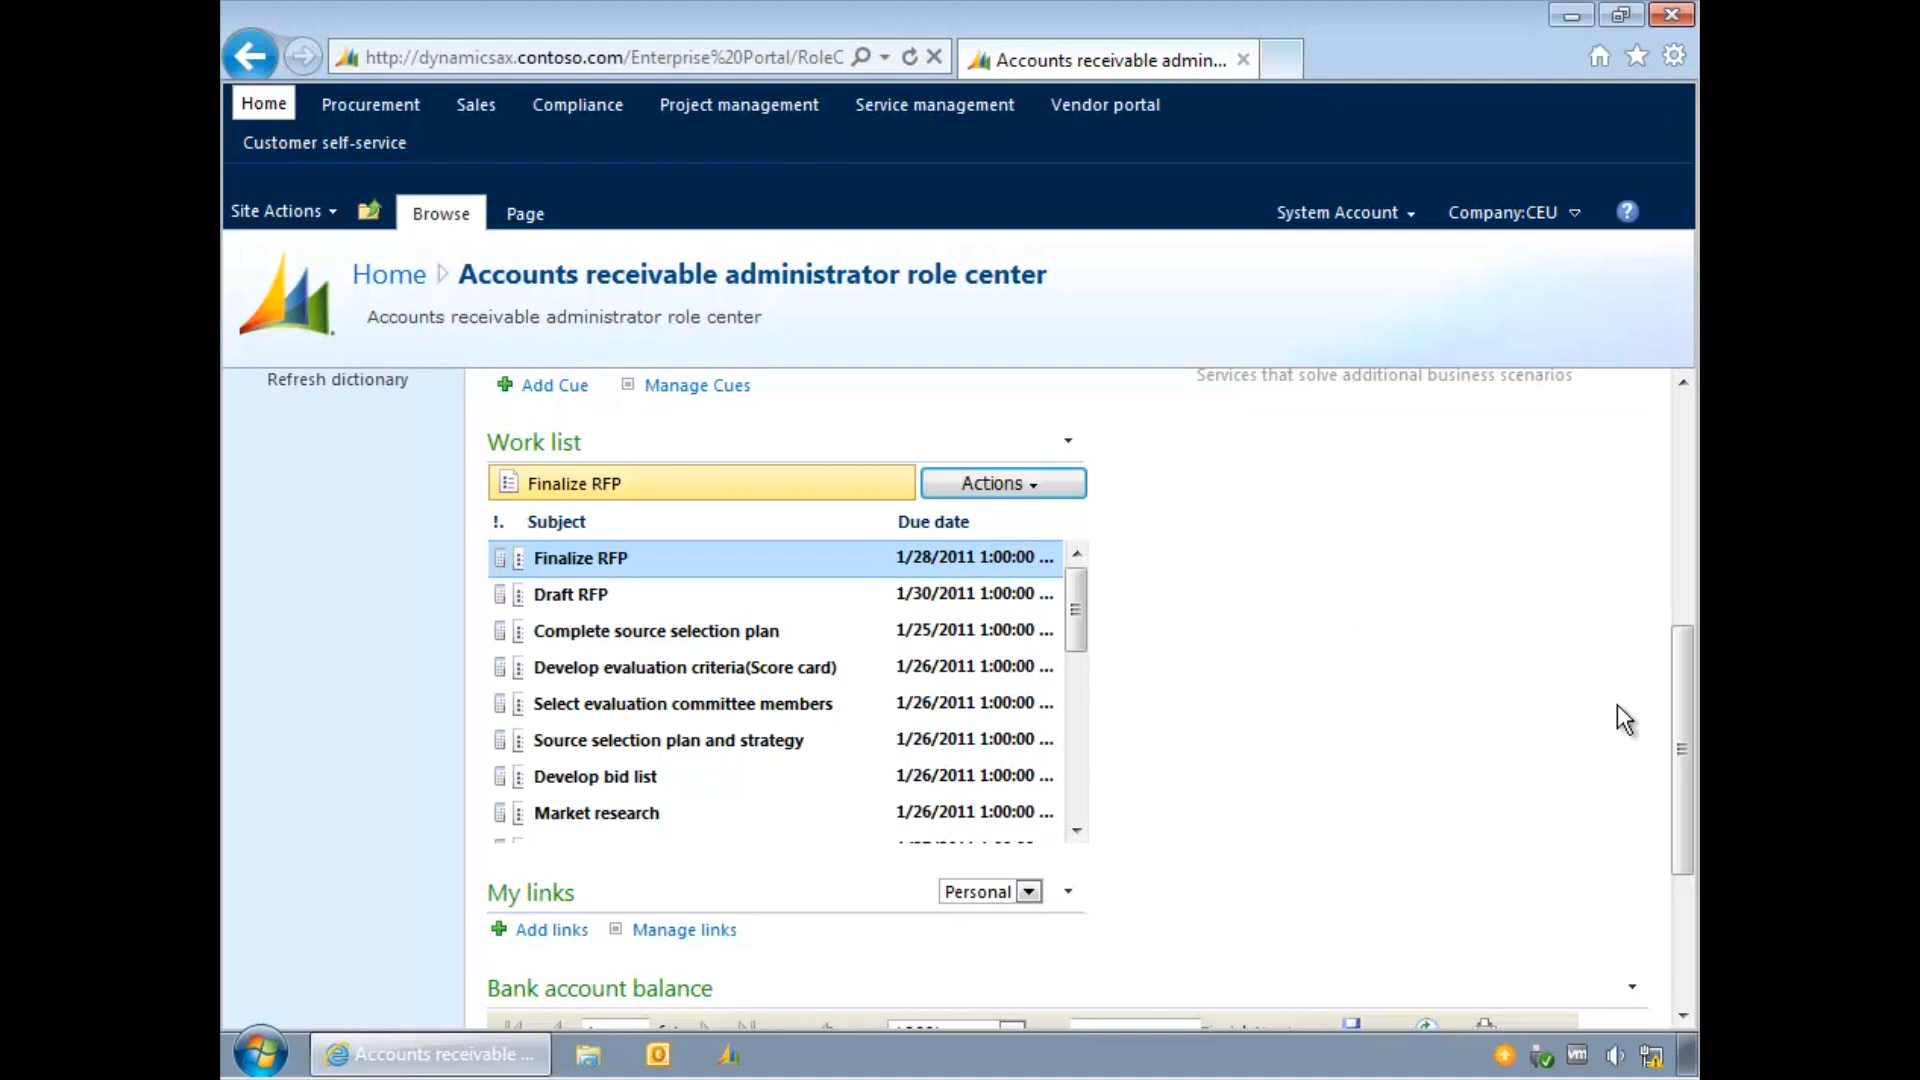 http://dynamicsax.contoso.com/Enterprise%20Portal/RoleC
Accounts receivable admin...
Home Procurement Sales Compliance Project management Service management Vendor portal
Customer self-service
Site Actions Browse Page System Account Company:CEU
Home Accounts receivable administrator role center
Accounts receivable administrator role center
Refresh dictionary Add Cue Manage Cues Services that solve additional business scenarios
Work list
Finalize RFP Actions
!. Subject Due date
Finalize RFP 1/28/2011 1:00:00 ...
Draft RFP 1/30/2011 1:00:00 ...
Complete source selection plan 1/25/2011 1:00:00 ...
Develop evaluation criteria(Score card) 1/26/2011 1:00:00 ...
Select evaluation committee members 1/26/2011 1:00:00 ...
Source selection plan and strategy 1/26/2011 1:00:00 ...
Develop bid list 1/26/2011 1:00:00 ...
Market research 1/26/2011 1:00:00 ...
My links Personal
Add links Manage links
Bank account balance
Accounts receivable ... vm